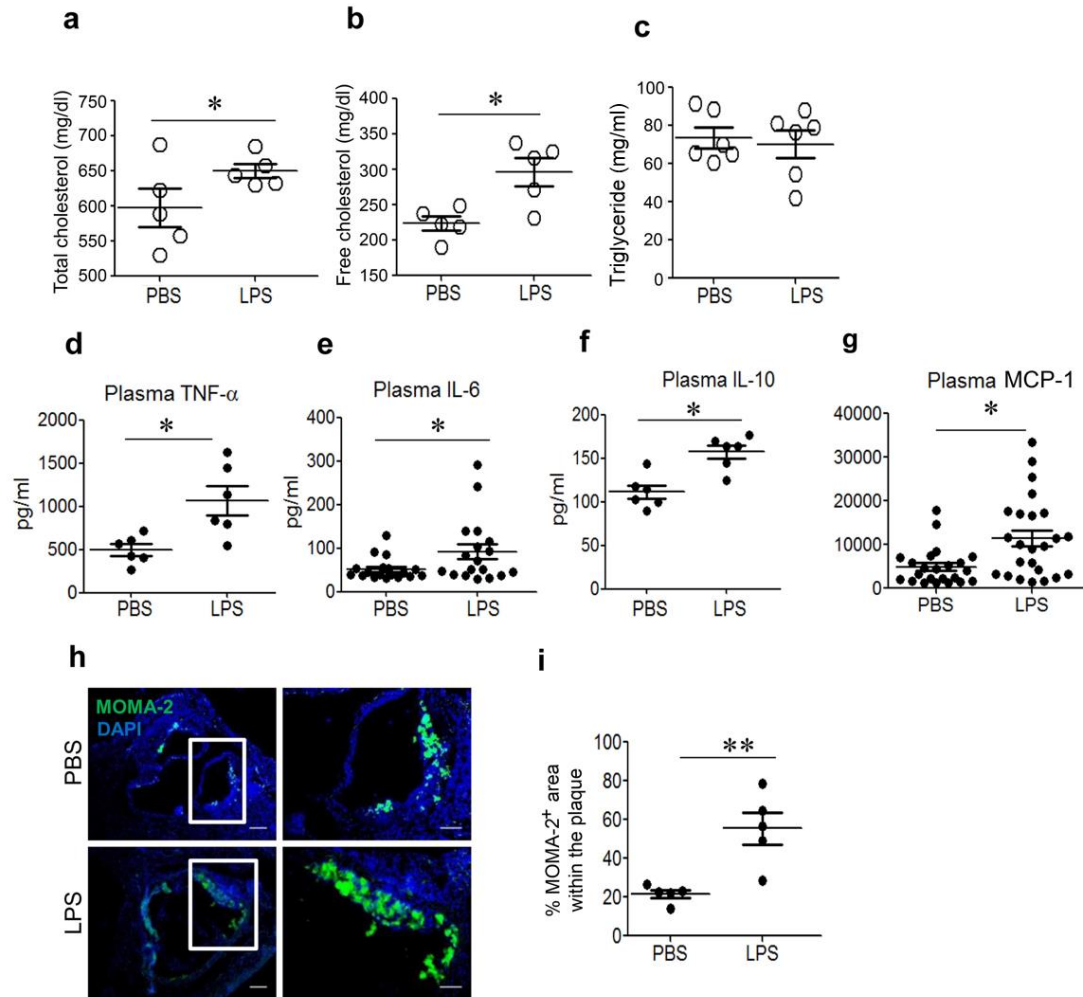 a
b
c
Total cholesterol (mg/dl)
750
700
650
600
550
500
*
PBS LPS
Free cholesterol (mg/dl)
400
350
300
250
200
150
*
PBS LPS
Triglyceride (mg/ml)
100
80
60
40
20
0
PBS LPS
d
e
f
g
Plasma TNF-α
pg/ml
2000
1500
1000
500
0
*
PBS LPS
Plasma IL-6
pg/ml
400
300
200
100
0
*
PBS LPS
Plasma IL-10
pg/ml
200
150
100
50
0
*
PBS LPS
Plasma MCP-1
40000
30000
20000
10000
0
*
PBS LPS
h
MOMA-2
DAPI
PBS
LPS
i
% MOMA-2+ area
within the plaque
100
80
60
40
20
0
**
PBS LPS